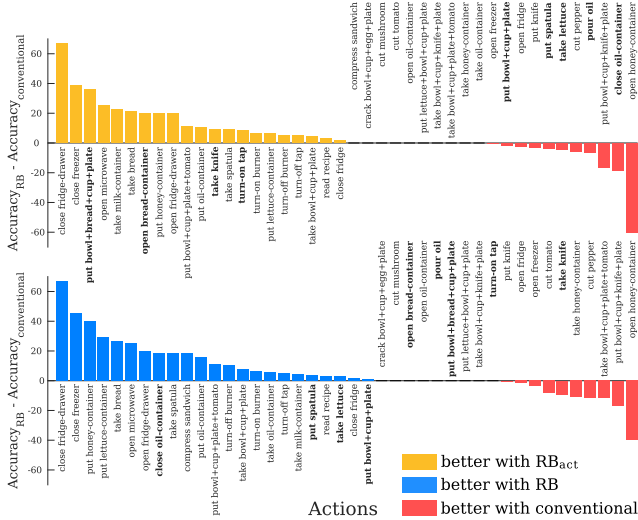 Accuracy_RB - Accuracy_conventional
60
40
20
0
-20
-40
-60
close fridge-drawer
close freezer
put bowl+bread+cup+plate
open microwave
take milk-container
take bread
open bread-container
put honey-container
open fridge-drawer
put bowl+cup+plate+tomato
put oil-container
take knife
take spatula
turn-on tap
turn-on burner
put lettuce-container
turn-off burner
turn-off tap
take bowl+cup+plate
read recipe
close fridge
compress sandwich
crack bowl+cup+egg+plate
cut mushroom
cut tomato
open oil-container
put lettuce+bowl+cup+plate
take bowl+cup+knife+plate
take bowl+cup+plate+tomato
take honey-container
take oil-container
open freezer
put bowl+cup+plate
open fridge
put knife
put spatula
take lettuce
cut pepper
pour oil
put bowl+cup+knife+plate
close oil-container
open honey-container
Accuracy_RB - Accuracy_conventional
60
40
20
0
-20
-40
-60
close fridge-drawer
close freezer
put honey-container
put lettuce-container
take bread
open microwave
open fridge-drawer
close oil-container
take spatula
compress sandwich
put oil-container
put bowl+cup+plate+tomato
turn-off burner
take bowl+cup+plate
turn-on burner
take oil-container
turn-off tap
take milk-container
put spatula
read recipe
take lettuce
close fridge
put bowl+cup+plate
crack bowl+cup+egg+plate
cut mushroom
open bread-container
open oil-container
pour oil
put bowl+bread+cup+plate
put lettuce+bowl+cup+plate
take bowl+cup+knife+plate
turn-on tap
put knife
open fridge
open freezer
cut tomato
take knife
take honey-container
cut pepper
take bowl+cup+plate+tomato
put bowl+cup+knife+plate
open honey-container
better with RB_act
better with RB
better with conventional
Actions